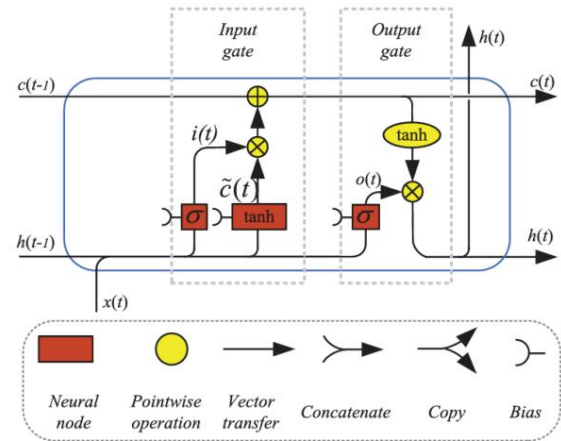 Input
gate
Output
gate
h(t)
c(t-1)
c(t)
i(t)
tanh
c̃(t)
o(t)
σ
tanh
σ
h(t-1)
h(t)
x(t)
Neural
node
Pointwise
operation
Vector
transfer
Concatenate
Copy
Bias